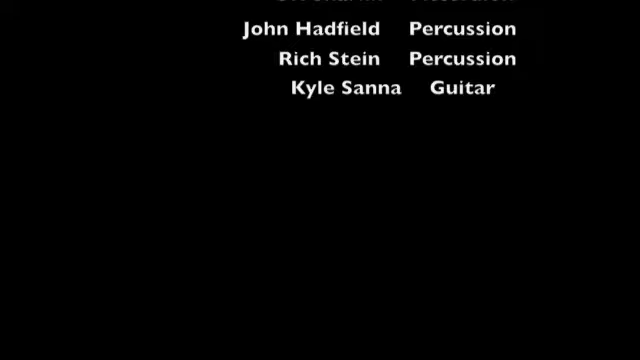 John Hadfield Percussion
Rich Stein Percussion
Kyle Sanna Guitar